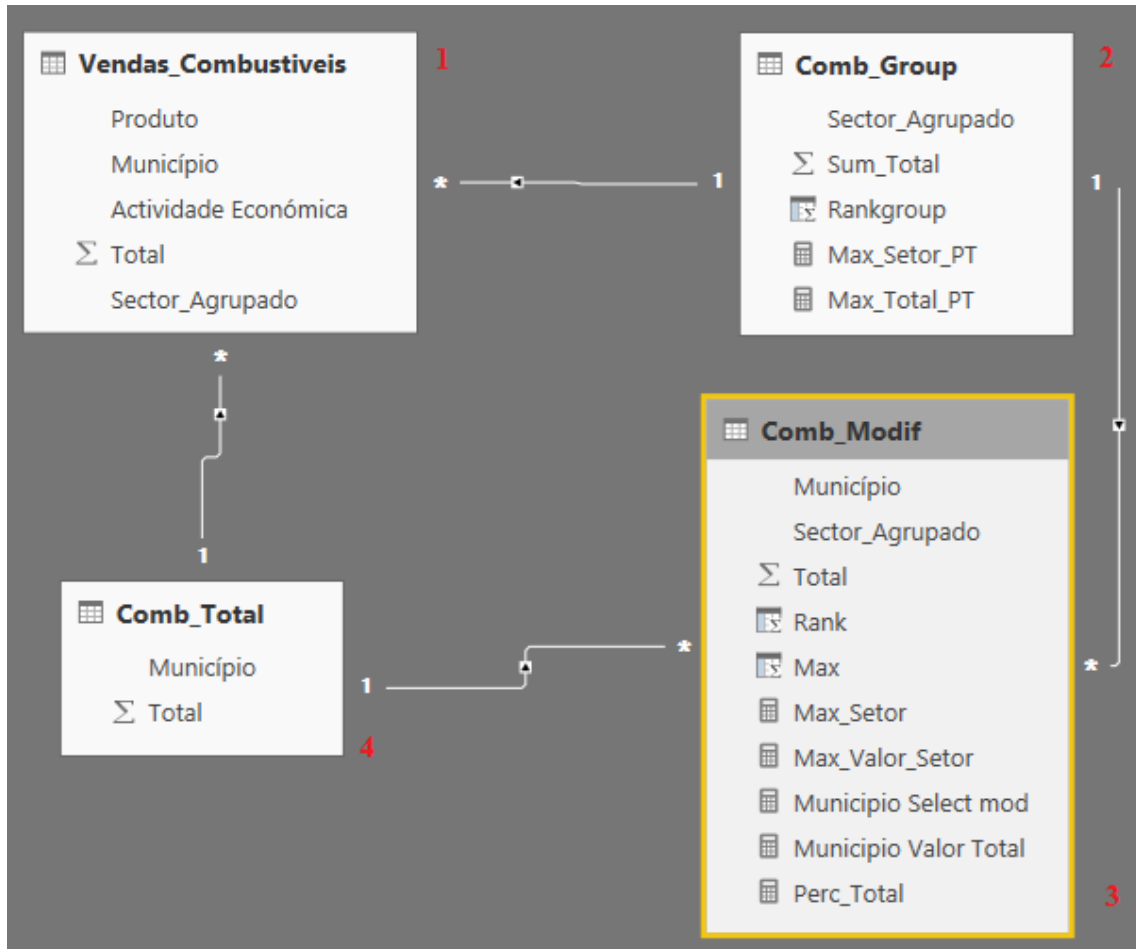 Vendas_Combustiveis
1
Produto
Município
Actividade Económica
Total
Sector_Agrupado
Comb_Group
2
Sector_Agrupado
Sum_Total
Rankgroup
Max_Setor_PT
Max_Total_PT
*
1
1
*
1
Comb_Total
Município
Total
4
1
*
*
Comb_Modif
Município
Sector_Agrupado
Total
Rank
Max
Max_Setor
Max_Valor_Setor
Municipio Select mod
Municipio Valor Total
Perc_Total
3